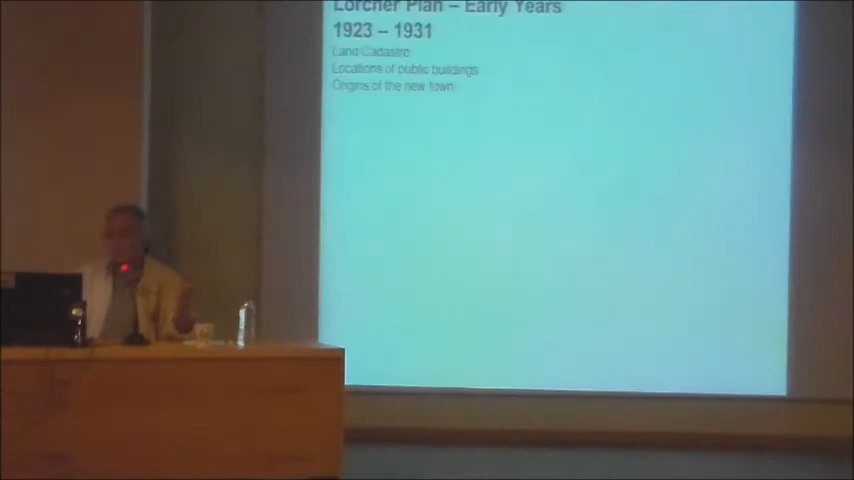 Lorcher Plan – Early Years
1923 – 1931
Land Cadastre
Locations of public buildings
Origins of the new town